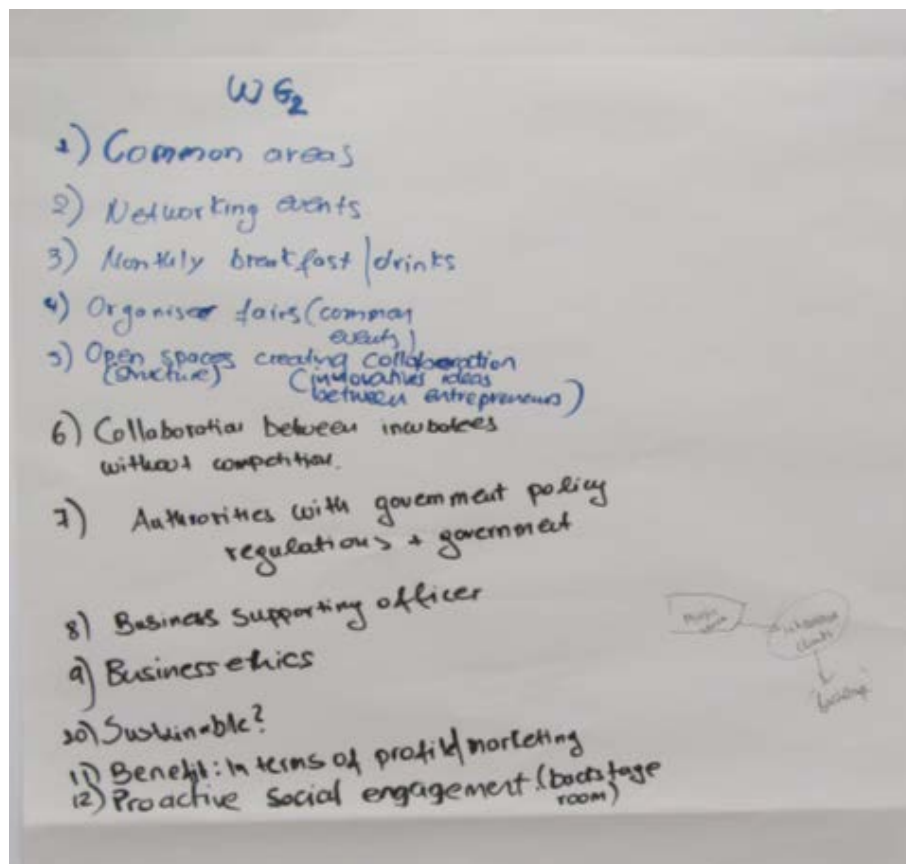 WG2
1) Common areas
2) Networking events
3) Monthly breakfast | drinks
4) Organise fairs (common
events)
5) Open spaces creating collaboration
(structure) (innovatives ideas
between entrepreneurs)
6) Collaboration between incubatees
without competition.
7) Authorities with government policy
regulations + government
8) Business supporting officer
9) Business ethics
10) Sustainable?
11) Benefit: in terms of profile/marketing
12) Proactive social engagement (backstage
room)